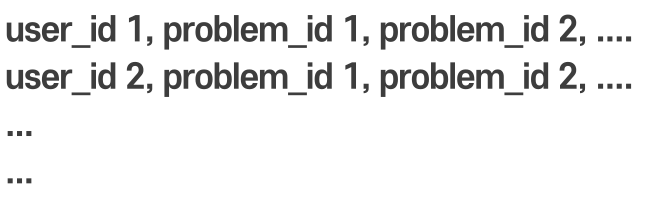 user_id 1, problem_id 1, problem_id 2, ....
user_id 2, problem_id 1, problem_id 2, ....
...
...